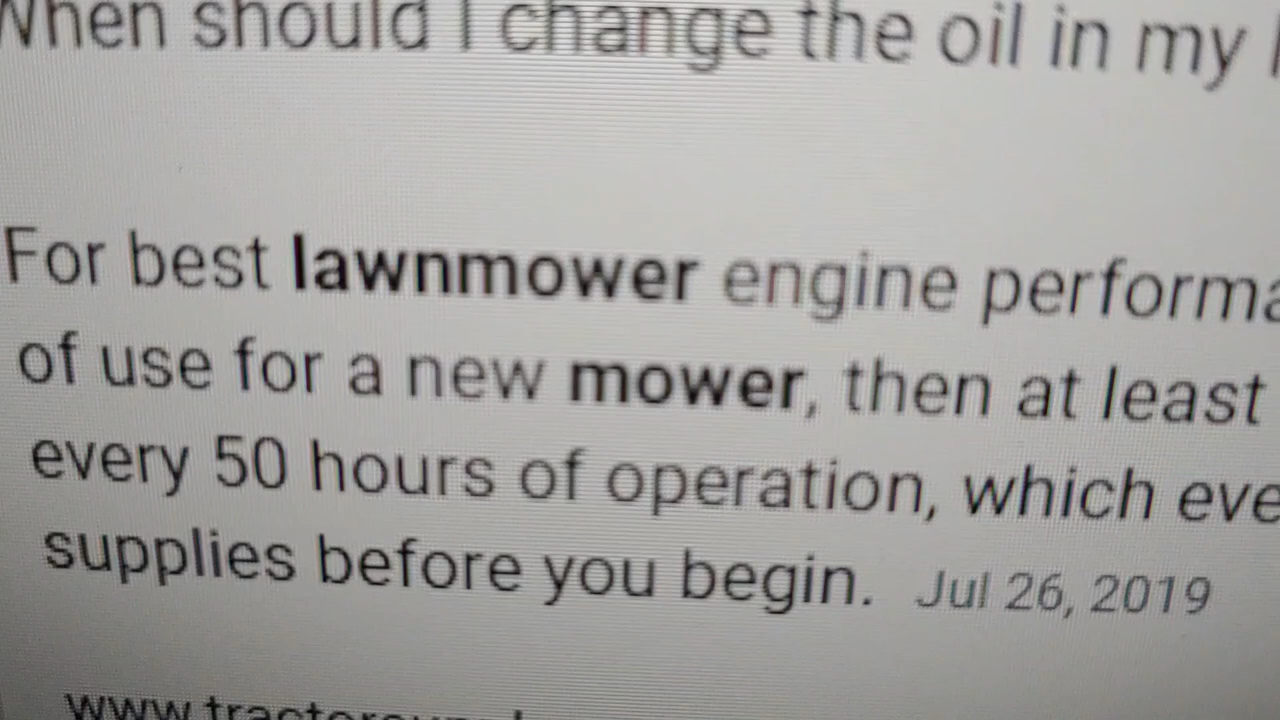 When should I change the oil in my
For best lawnmower engine performa
of use for a new mower, then at least
every 50 hours of operation, which eve
supplies before you begin. Jul 26, 2019